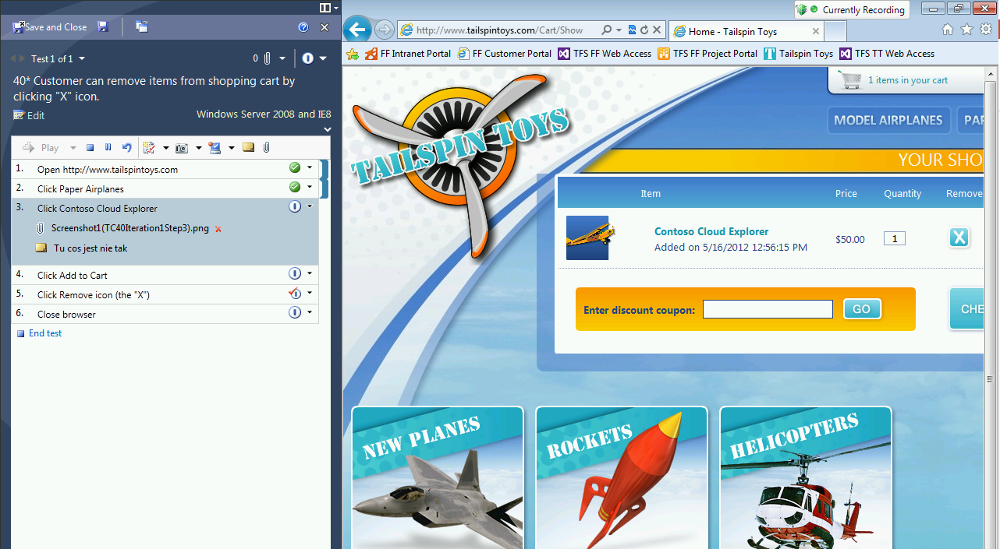 Save and Close
Test 1 of 1
0
40* Customer can remove items from shopping cart by
clicking "X" icon.
Edit
Windows Server 2008 and IE8
Play
1. Open http://www.tailspintoys.com
2. Click Paper Airplanes
3. Click Contoso Cloud Explorer
Screenshot1(TC40Iteration1Step3).png
Tu cos jest nie tak
4. Click Add to Cart
5. Click Remove icon (the "X")
6. Close browser
End test
Currently Recording
http://www.tailspintoys.com/Cart/Show
Home - Tailspin Toys
FF Intranet Portal
FF Customer Portal
TFS FF Web Access
TFS FF Project Portal
Tailspin Toys
TFS TT Web Access
1 items in your cart
TAILSPIN TOYS
MODEL AIRPLANES
PAP
YOUR SHO
Item Price Quantity Remove
Contoso Cloud Explorer
Added on 5/16/2012 12:56:15 PM
$50.00
1
X
Enter discount coupon:
GO
CHE
NEW PLANES
ROCKETS
HELICOPTERS